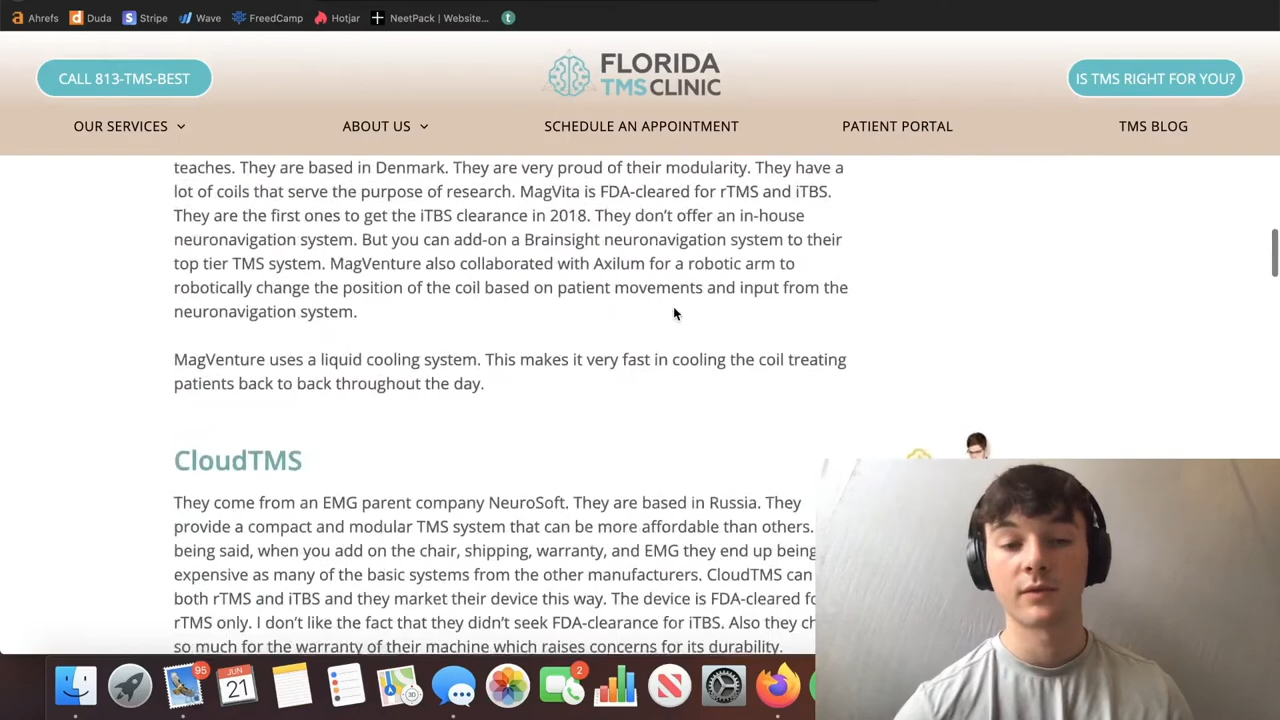 Ahrefs Duda Stripe Wave FreedCamp Hotjar NeetPack | Website...
CALL 813-TMS-BEST
FLORIDA
TMS CLINIC
IS TMS RIGHT FOR YOU?
OUR SERVICES ABOUT US SCHEDULE AN APPOINTMENT PATIENT PORTAL TMS BLOG
teaches. They are based in Denmark. They are very proud of their modularity. They have a
lot of coils that serve the purpose of research. MagVita is FDA-cleared for rTMS and iTBS.
They are the first ones to get the iTBS clearance in 2018. They don’t offer an in-house
neuronavigation system. But you can add-on a Brainsight neuronavigation system to their
top tier TMS system. MagVenture also collaborated with Axilum for a robotic arm to
robotically change the position of the coil based on patient movements and input from the
neuronavigation system.
MagVenture uses a liquid cooling system. This makes it very fast in cooling the coil treating
patients back to back throughout the day.
CloudTMS
They come from an EMG parent company NeuroSoft. They are based in Russia. They
provide a compact and modular TMS system that can be more affordable than others.
being said, when you add on the chair, shipping, warranty, and EMG they end up being
expensive as many of the basic systems from the other manufacturers. CloudTMS can
both rTMS and iTBS and they market their device this way. The device is FDA-cleared
rTMS only. I don’t like the fact that they didn’t seek FDA-clearance for iTBS. Also they
so much for the warranty of their machine which raises concerns for its durability.
95
JUN
21
2